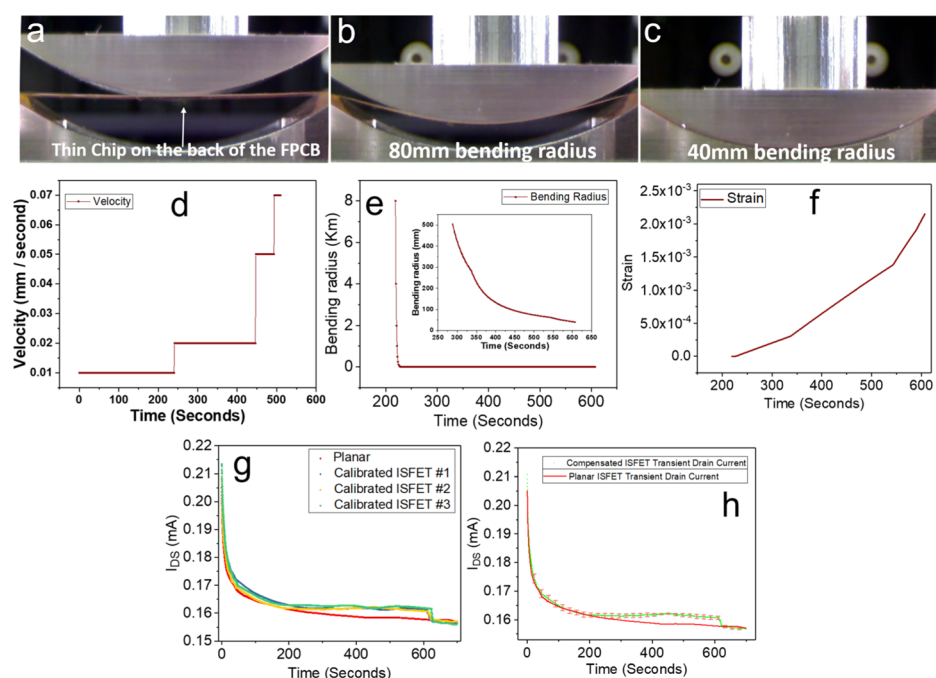 a
b
c
Thin Chip on the back of the FPCB
80mm bending radius
40mm bending radius
d
Velocity
Velocity (mm / second)
0.07
0.06
0.05
0.04
0.03
0.02
0.01
0 100 200 300 400 500 600
Time (Seconds)
e
Bending Radius
Bending radius (Km)
8
6
4
2
0
200 300 400 500 600
Time (Seconds)
Bending radius (mm)
500
400
300
200
100
0
250 300 350 400 450 500 550 600 650
Time (Seconds)
f
Strain
Strain
2.5x10⁻³
2.0x10⁻³
1.5x10⁻³
1.0x10⁻³
5.0x10⁻⁴
0.0
200 300 400 500 600
Time (Seconds)
g
Planar
Calibrated ISFET #1
Calibrated ISFET #2
Calibrated ISFET #3
I_DS (mA)
0.22
0.21
0.20
0.19
0.18
0.17
0.16
0.15
0 200 400 600
Time (Seconds)
h
Compensated ISFET Transient Drain Current
Planar ISFET Transient Drain Current
I_DS (mA)
0.22
0.21
0.20
0.19
0.18
0.17
0.16
0 200 400 600
Time (Seconds)